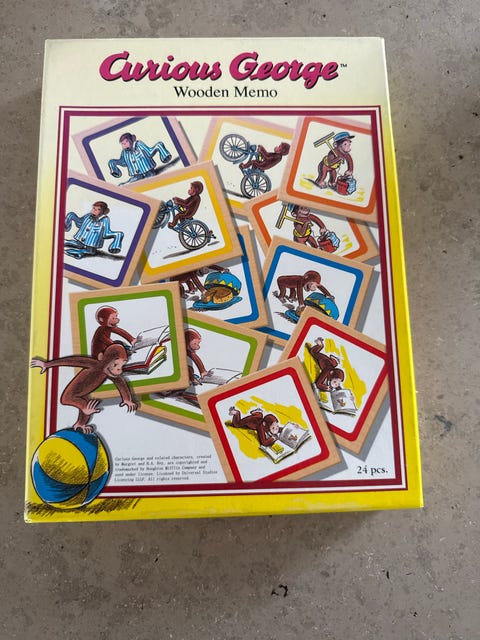 Curious George™
Wooden Memo
Curious George and related characters, created
by Margret and H.A. Rey, are copyrighted and
trademarked by Houghton Mifflin Company and
used under license. Licensed by Universal Studios
Licensing LLLP. All rights reserved.
24 pcs.